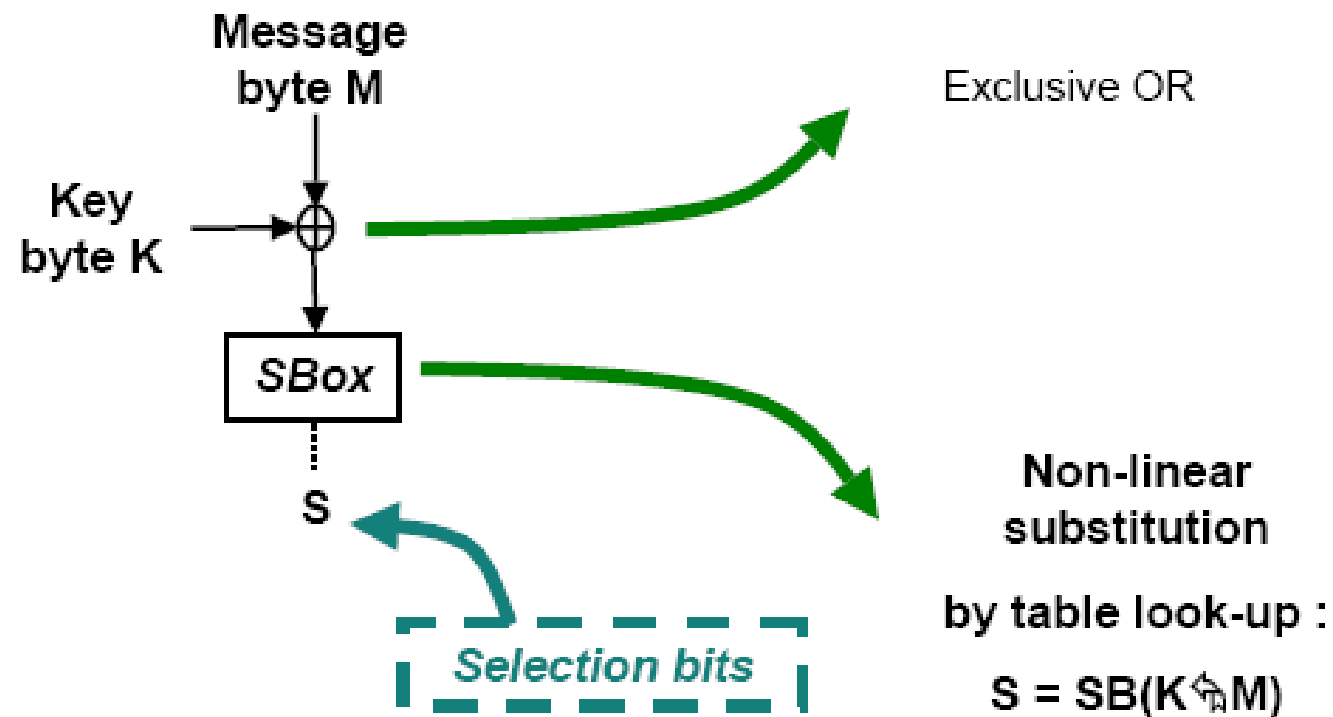 Message
byte M
Exclusive OR
Key
byte K
SBox
S
Non-linear
substitution
by table look-up :
Selection bits
S = SB(K⇖M)